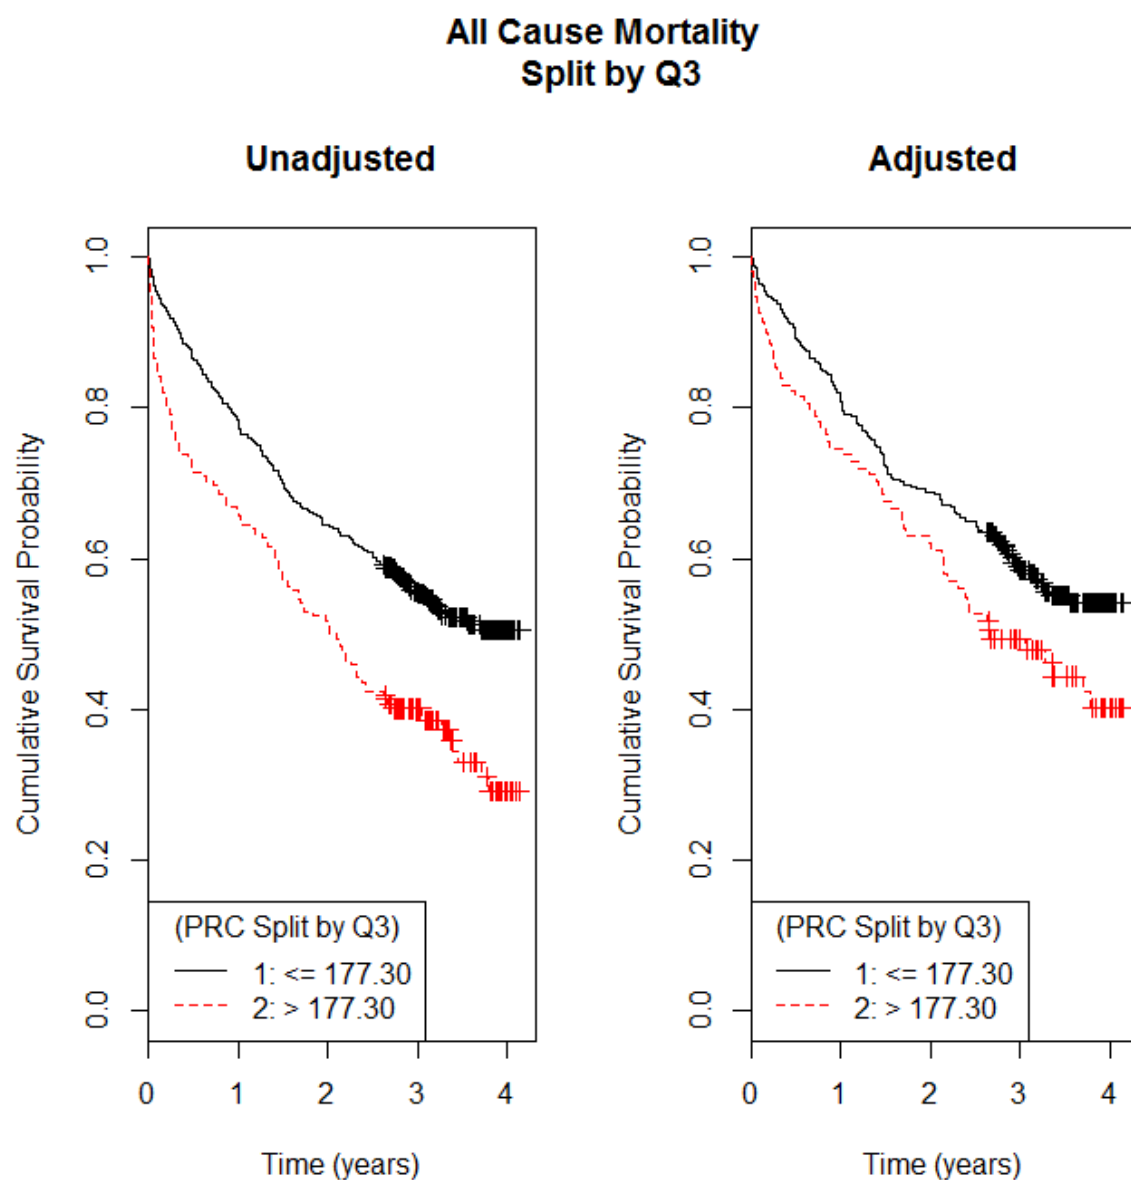 All Cause Mortality
Split by Q3
Unadjusted
Cumulative Survival Probability
1.0
0.8
0.6
0.4
0.2
0.0
(PRC Split by Q3)
1: <= 177.30
2: > 177.30
0 1 2 3 4
Time (years)
Adjusted
Cumulative Survival Probability
1.0
0.8
0.6
0.4
0.2
0.0
(PRC Split by Q3)
1: <= 177.30
2: > 177.30
0 1 2 3 4
Time (years)